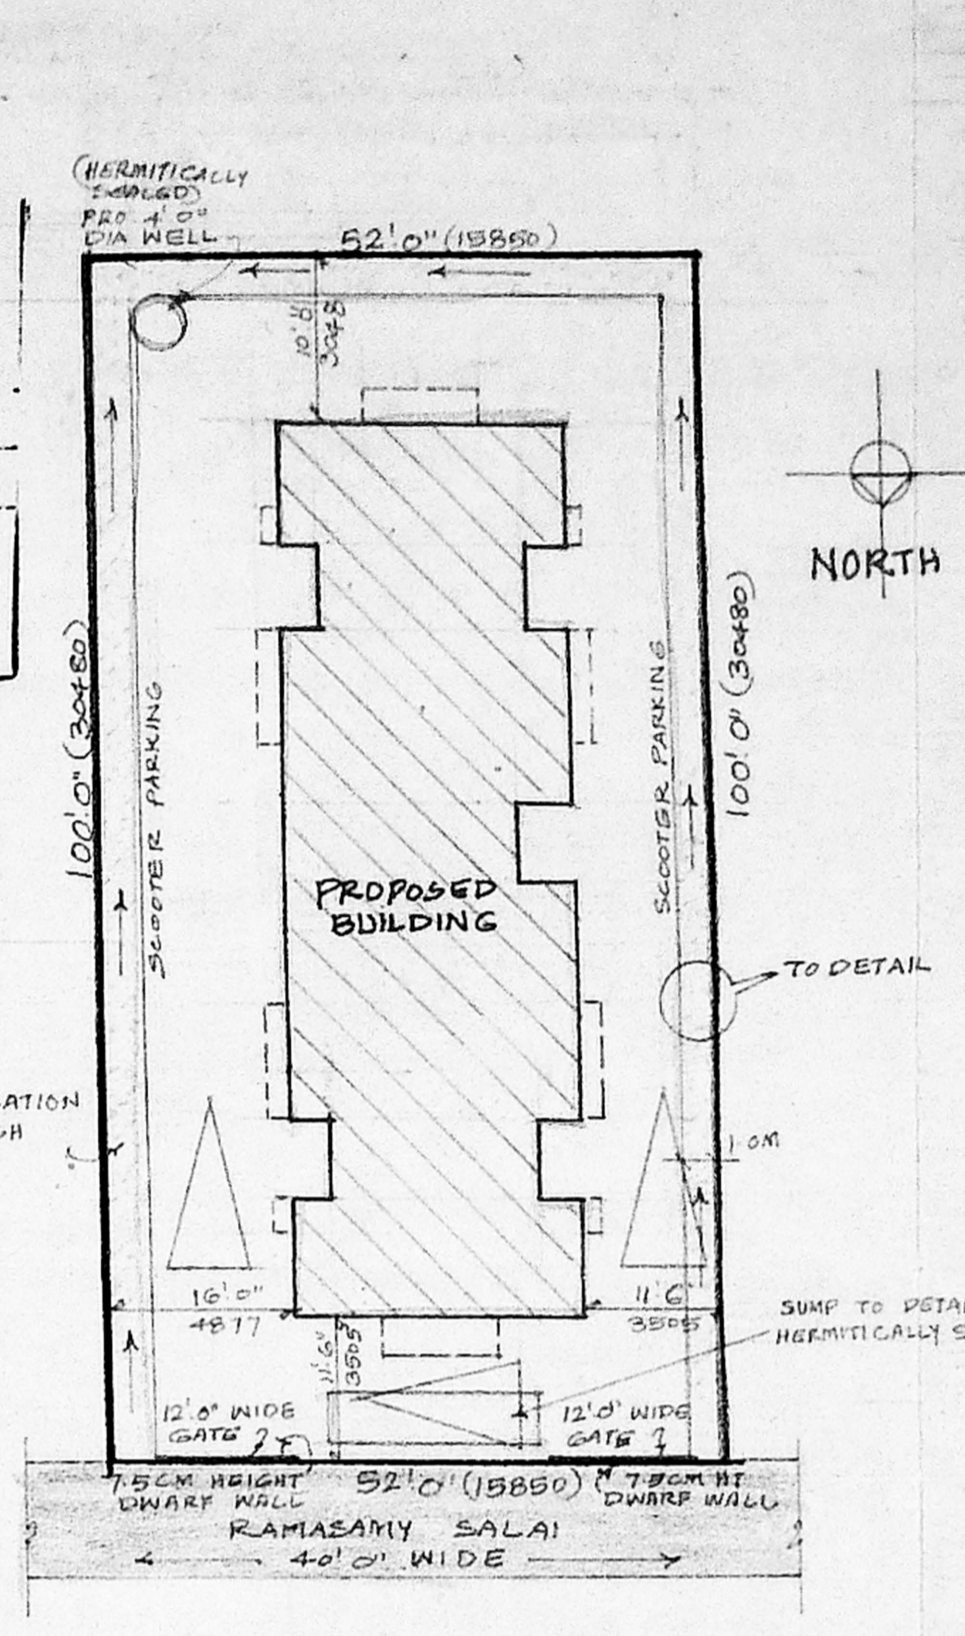 (HERMITICALLY
SEALED)
PRO 4'0"
DIA WELL
52'0" (15850)
10'0"
3048
NORTH
100'0" (30480)
SCOOTER PARKING
SCOOTER PARKING
100'0" (30480)
PROPOSED
BUILDING
TO DETAIL
ATION
GH
1.0M
16'0"
4877
11'6"
3505
11'6"
3505
SUMP TO DETA
HERMITICALLY S
12'0" WIDE
GATE
12'0" WIDE
GATE
7.5CM HEIGHT
DWARF WALL
52'0" (15850)
7.5CM HT
DWARF WALL
RAMASAMY SALAI
40'0" WIDE